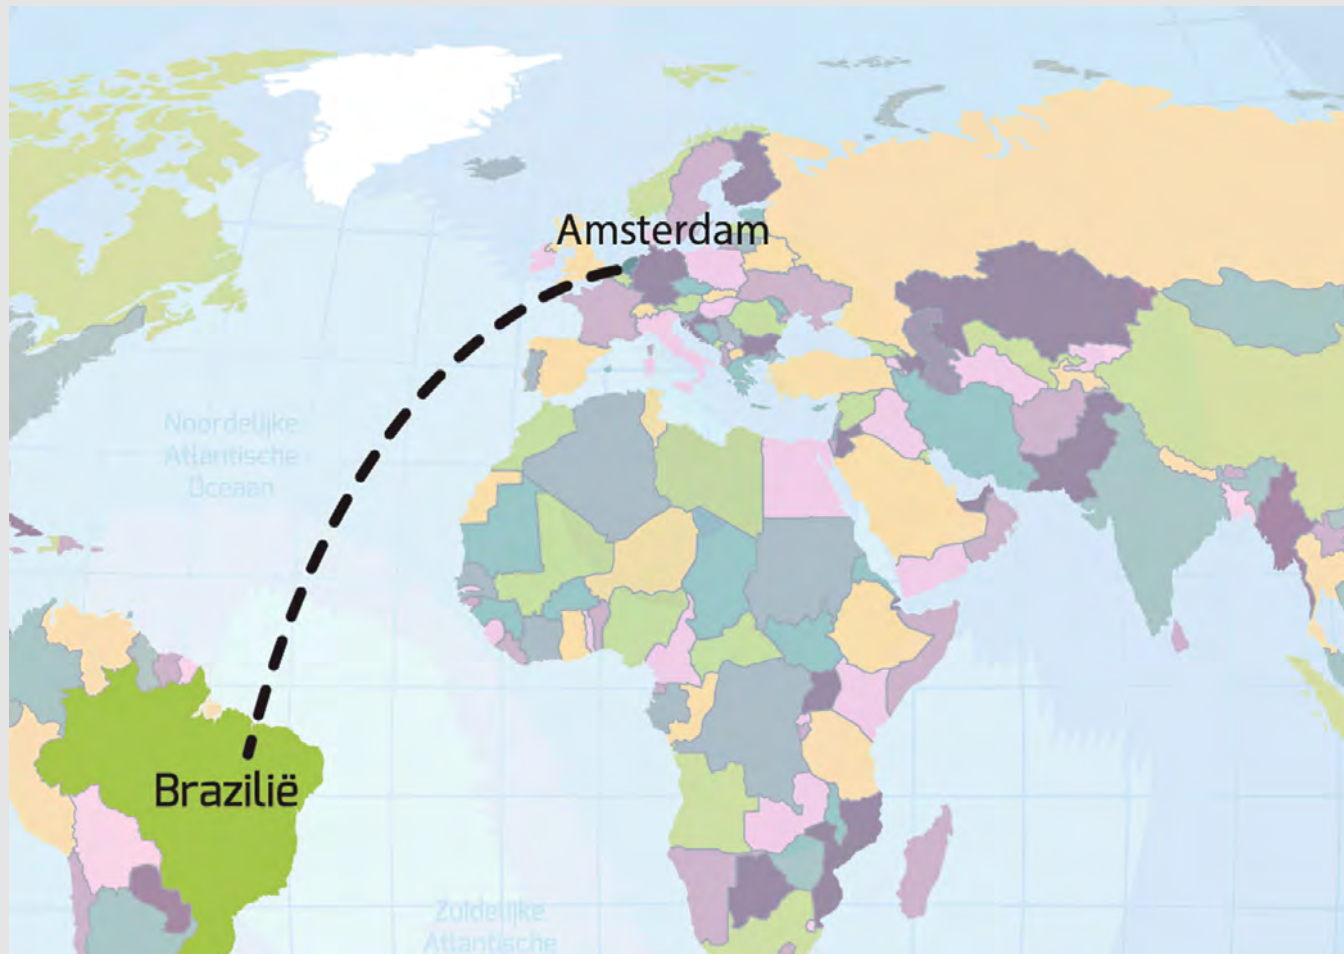 Amsterdam
Noordelijke
Atlantische
Oceaan
Brazilië
Zuidelijke
Atlantische